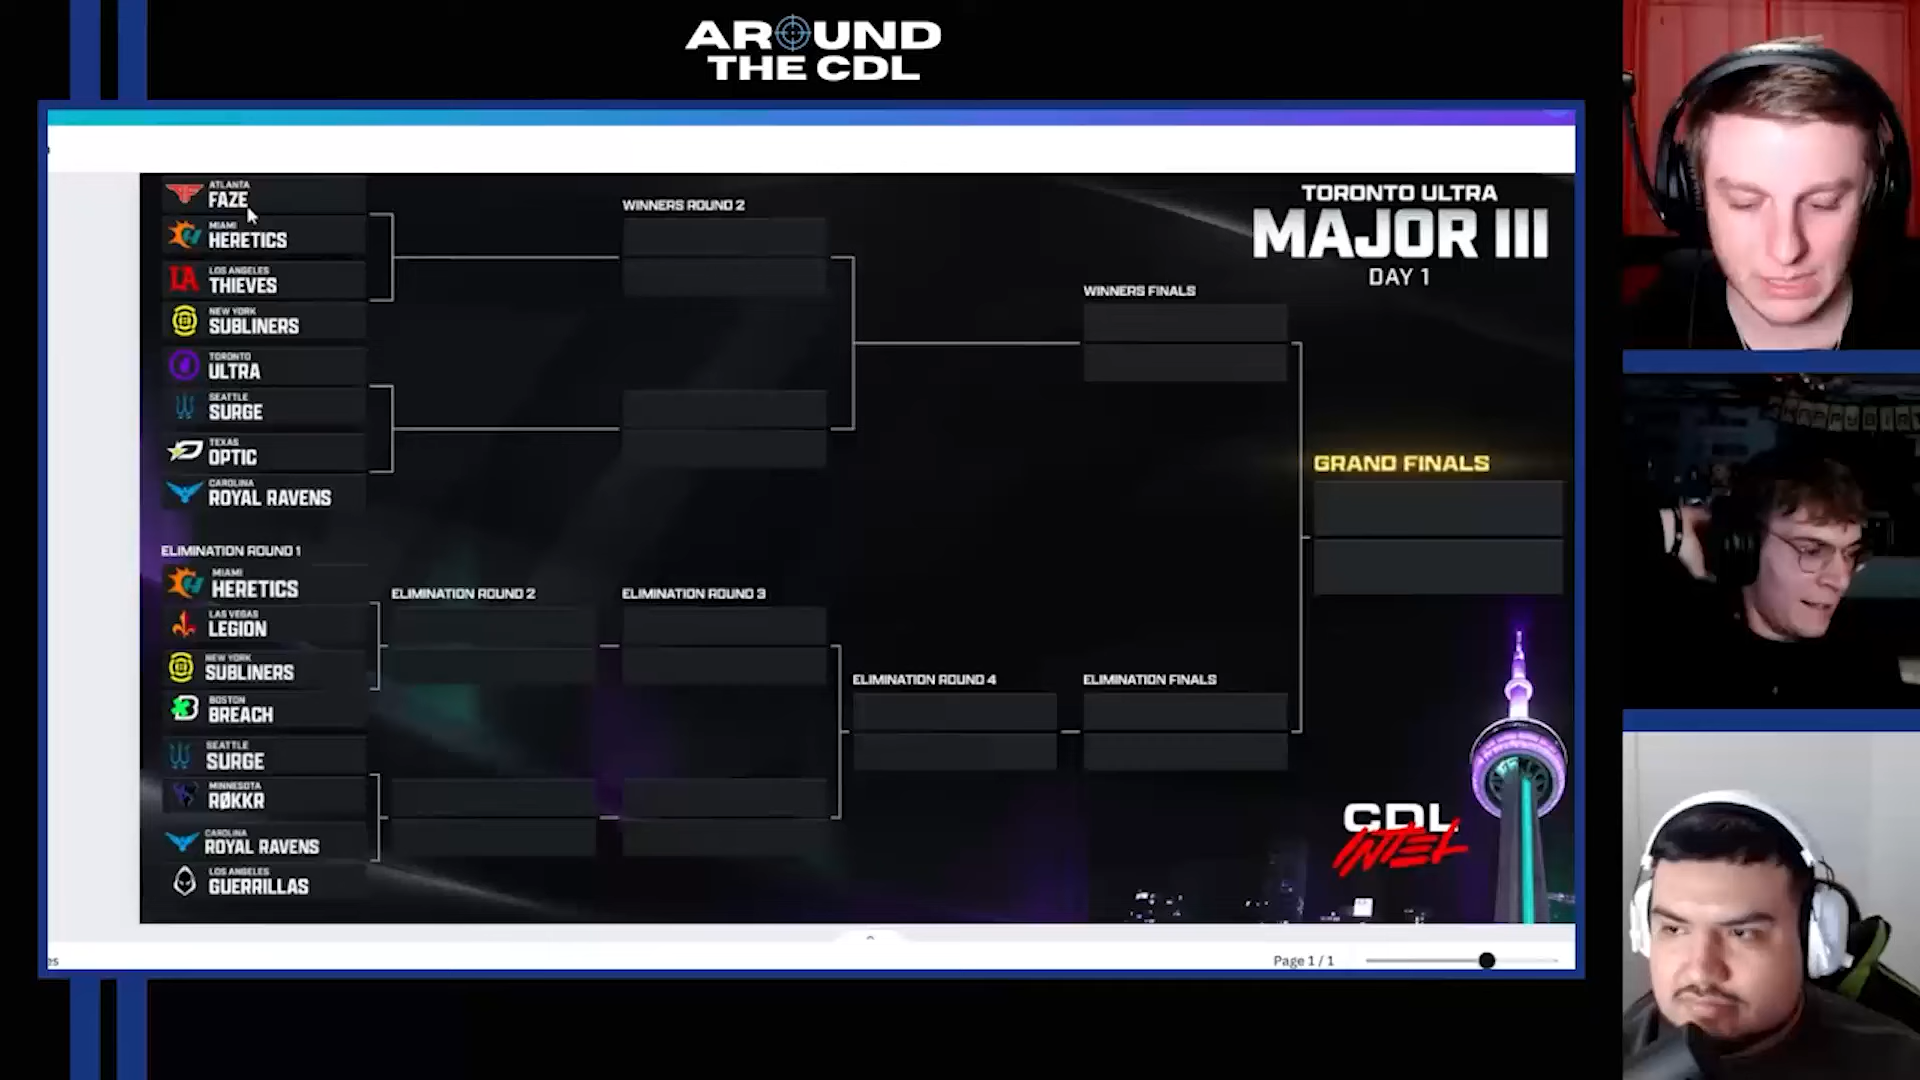 AROUND
THE CDL
ATLANTA
FAZE
MIAMI
HERETICS
LOS ANGELES
THIEVES
NEW YORK
SUBLINERS
TORONTO
ULTRA
SEATTLE
SURGE
TEXAS
OPTIC
CAROLINA
ROYAL RAVENS
WINNERS ROUND 2
TORONTO ULTRA
MAJOR III
DAY 1
WINNERS FINALS
GRAND FINALS
ELIMINATION ROUND 1
MIAMI
HERETICS
LAS VEGAS
LEGION
NEW YORK
SUBLINERS
BOSTON
BREACH
SEATTLE
SURGE
MINNESOTA
RØKKR
CAROLINA
ROYAL RAVENS
LOS ANGELES
GUERRILLAS
ELIMINATION ROUND 2
ELIMINATION ROUND 3
ELIMINATION ROUND 4
ELIMINATION FINALS
CDL
INTEL
Page 1 / 1